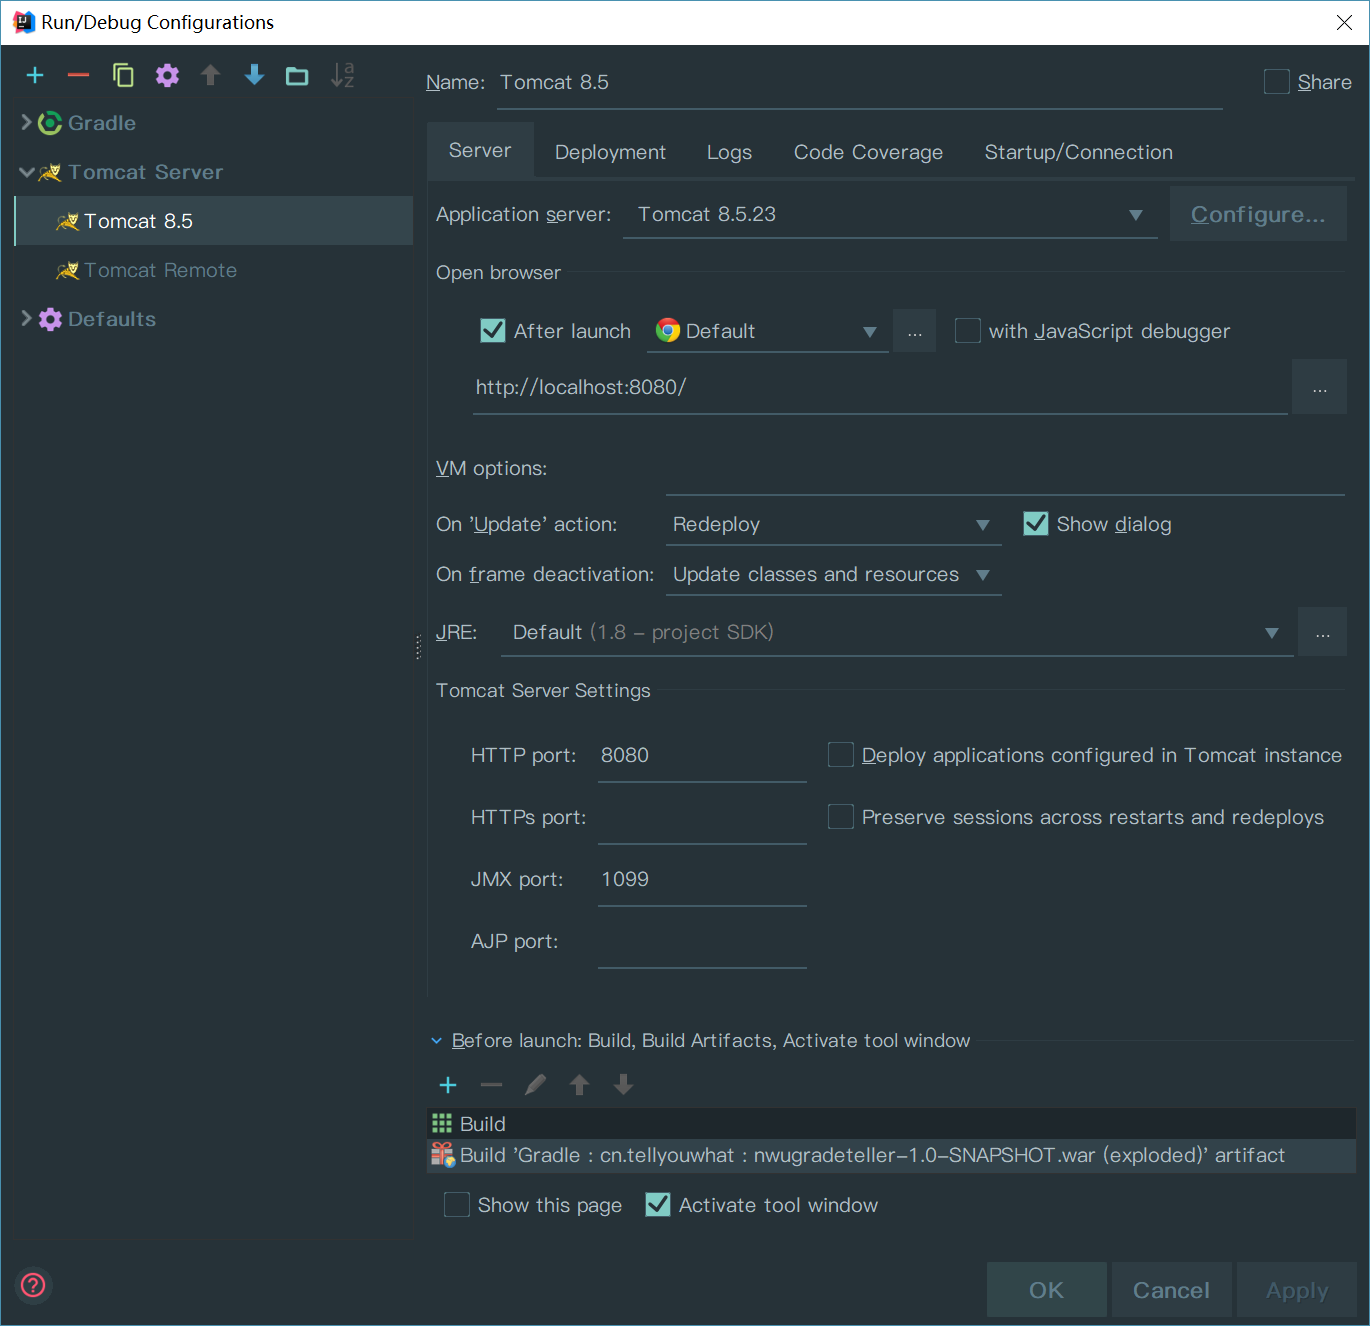 Run/Debug Configurations
Name: Tomcat 8.5
Share
Gradle
Tomcat Server
Tomcat 8.5
Tomcat Remote
Defaults
Server Deployment Logs Code Coverage Startup/Connection
Application server: Tomcat 8.5.23 Configure...
Open browser
After launch Default ... with JavaScript debugger
http://localhost:8080/ ...
VM options:
On 'Update' action: Redeploy Show dialog
On frame deactivation: Update classes and resources
JRE: Default (1.8 – project SDK) ...
Tomcat Server Settings
HTTP port: 8080 Deploy applications configured in Tomcat instance
HTTPs port: Preserve sessions across restarts and redeploys
JMX port: 1099
AJP port:
Before launch: Build, Build Artifacts, Activate tool window
Build
Build 'Gradle : cn.tellyouwhat : nwugradeteller–1.0–SNAPSHOT.war (exploded)' artifact
Show this page Activate tool window
OK Cancel Apply